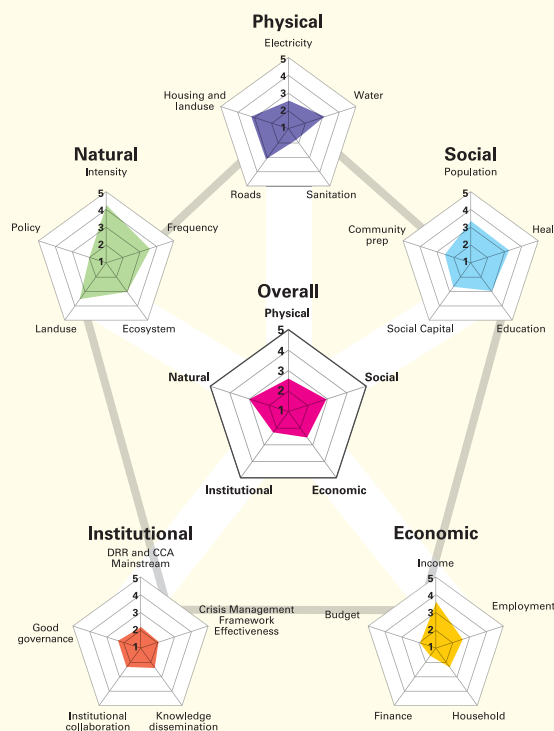 Physical
Electricity
5
4
3
2
1
Housing and
landuse
Water
Roads
Sanitation
Natural
Intensity
5
4
3
2
1
Policy
Frequency
Landuse
Ecosystem
Social
Population
5
4
3
2
1
Community
prep
Heal
Social Capital
Education
Overall
Physical
5
4
3
2
1
Natural
Social
Institutional
Economic
Institutional
DRR and CCA
Mainstream
5
4
3
2
1
Good
governance
Crisis Management
Framework
Effectiveness
Institutional
collaboration
Knowledge
dissemination
Economic
Income
5
4
3
2
1
Budget
Employment
Finance
Household